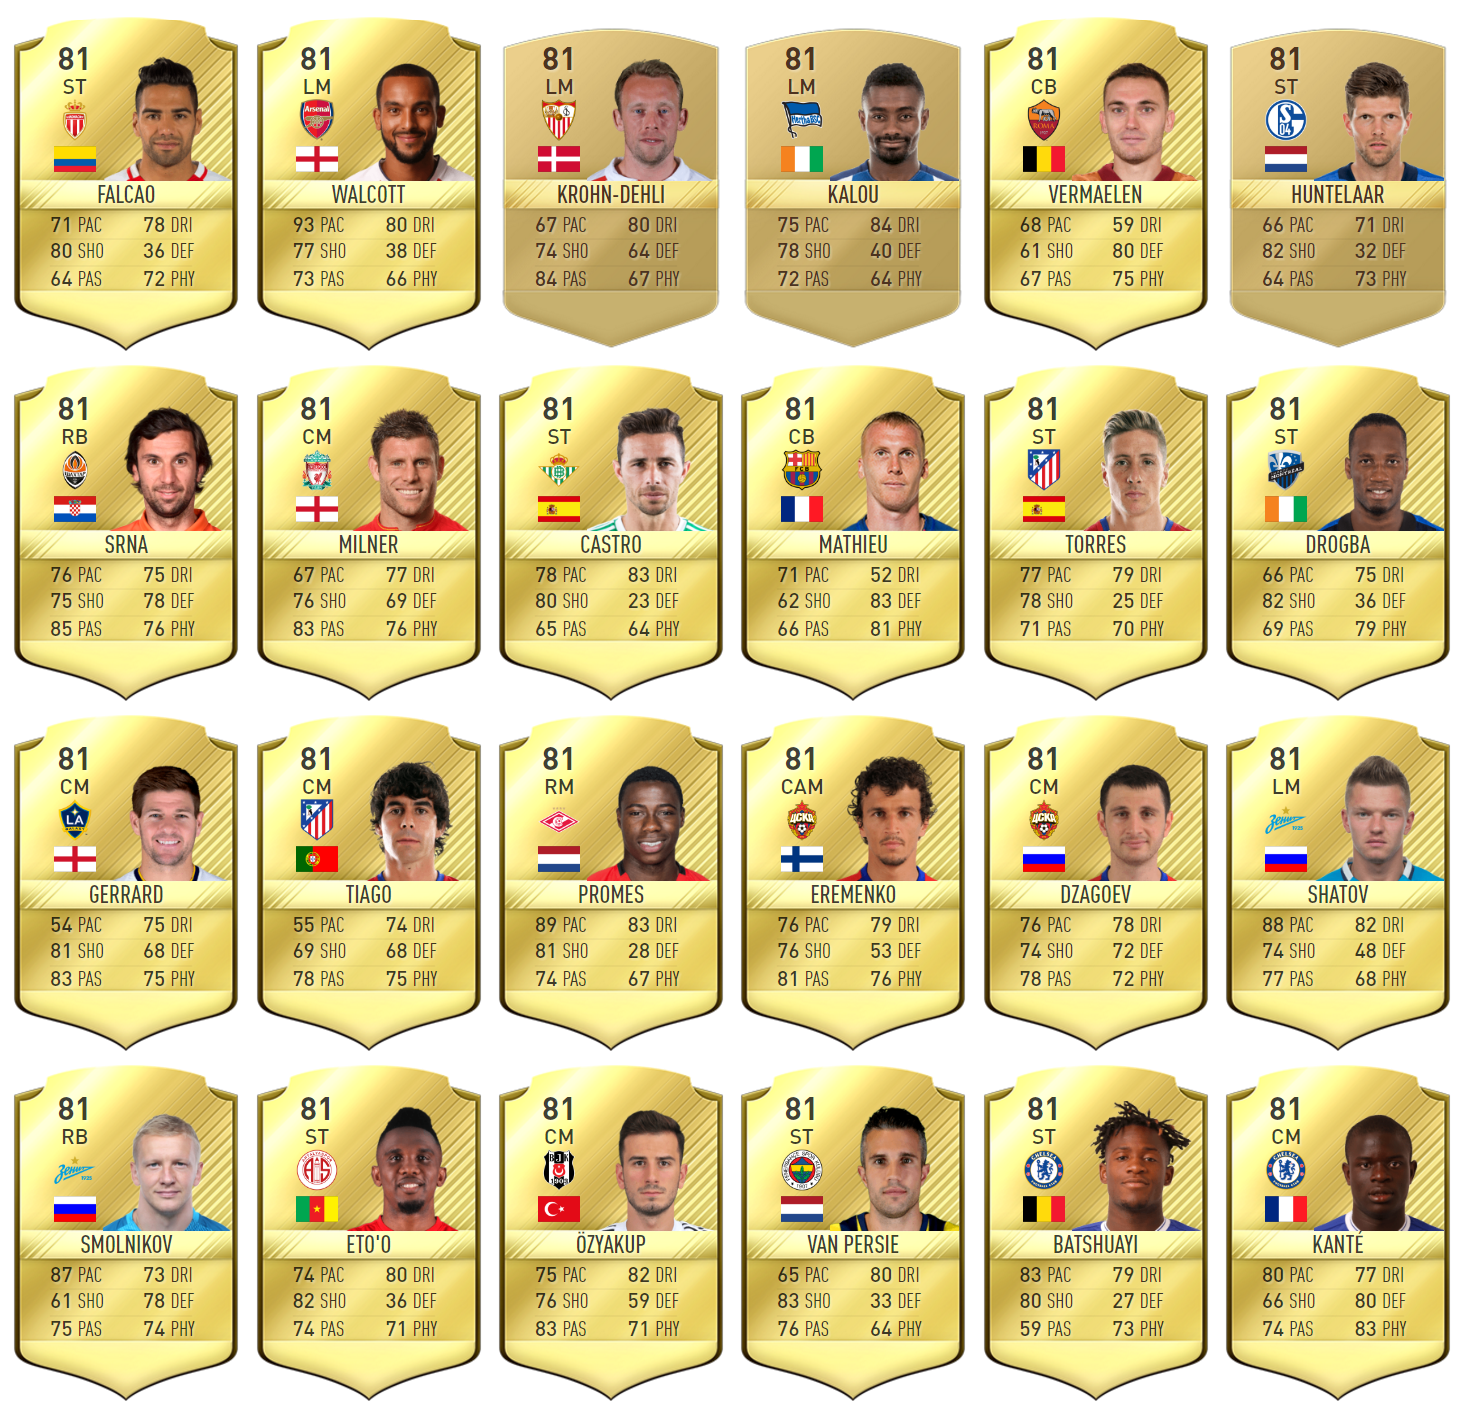 81
ST
FALCAO
71 PAC 78 DRI
80 SHO 36 DEF
64 PAS 72 PHY
81
LM
Arsenal
WALCOTT
93 PAC 80 DRI
77 SHO 38 DEF
73 PAS 66 PHY
81
LM
KROHN-DEHLI
67 PAC 80 DRI
74 SHO 64 DEF
84 PAS 67 PHY
81
LM
KALOU
75 PAC 84 DRI
78 SHO 40 DEF
72 PAS 64 PHY
81
CB
ROMA
VERMAELEN
68 PAC 59 DRI
61 SHO 80 DEF
67 PAS 75 PHY
81
ST
S04
HUNTELAAR
66 PAC 71 DRI
82 SHO 32 DEF
64 PAS 73 PHY
81
RB
SRNA
76 PAC 75 DRI
75 SHO 78 DEF
85 PAS 76 PHY
81
CM
MILNER
67 PAC 77 DRI
76 SHO 69 DEF
83 PAS 76 PHY
81
ST
CASTRO
78 PAC 83 DRI
80 SHO 23 DEF
65 PAS 64 PHY
81
CB
MATHIEU
71 PAC 52 DRI
62 SHO 83 DEF
66 PAS 81 PHY
81
ST
TORRES
77 PAC 79 DRI
78 SHO 25 DEF
71 PAS 70 PHY
81
ST
MONTREAL
DROGBA
66 PAC 75 DRI
82 SHO 36 DEF
69 PAS 79 PHY
81
CM
LA
GERRARD
54 PAC 75 DRI
81 SHO 68 DEF
83 PAS 75 PHY
81
CM
TIAGO
55 PAC 74 DRI
69 SHO 68 DEF
78 PAS 75 PHY
81
RM
PROMES
89 PAC 83 DRI
81 SHO 28 DEF
74 PAS 67 PHY
81
CAM
ЦСКА
EREMENKO
76 PAC 79 DRI
76 SHO 53 DEF
81 PAS 76 PHY
81
CM
ЦСКА
DZAGOEV
76 PAC 78 DRI
74 SHO 72 DEF
78 PAS 72 PHY
81
LM
Зенит
1925
SHATOV
88 PAC 82 DRI
74 SHO 48 DEF
77 PAS 68 PHY
81
RB
Зенит
1925
SMOLNIKOV
87 PAC 73 DRI
61 SHO 78 DEF
75 PAS 74 PHY
81
ST
ETO'O
74 PAC 80 DRI
82 SHO 36 DEF
74 PAS 71 PHY
81
CM
BJK
1903
ÖZYAKUP
75 PAC 82 DRI
76 SHO 59 DEF
83 PAS 71 PHY
81
ST
1907
VAN PERSIE
65 PAC 80 DRI
83 SHO 33 DEF
76 PAS 64 PHY
81
ST
CHELSEA
BATSHUAYI
83 PAC 79 DRI
80 SHO 27 DEF
59 PAS 73 PHY
81
CM
CHELSEA
KANTÉ
80 PAC 77 DRI
66 SHO 80 DEF
74 PAS 83 PHY